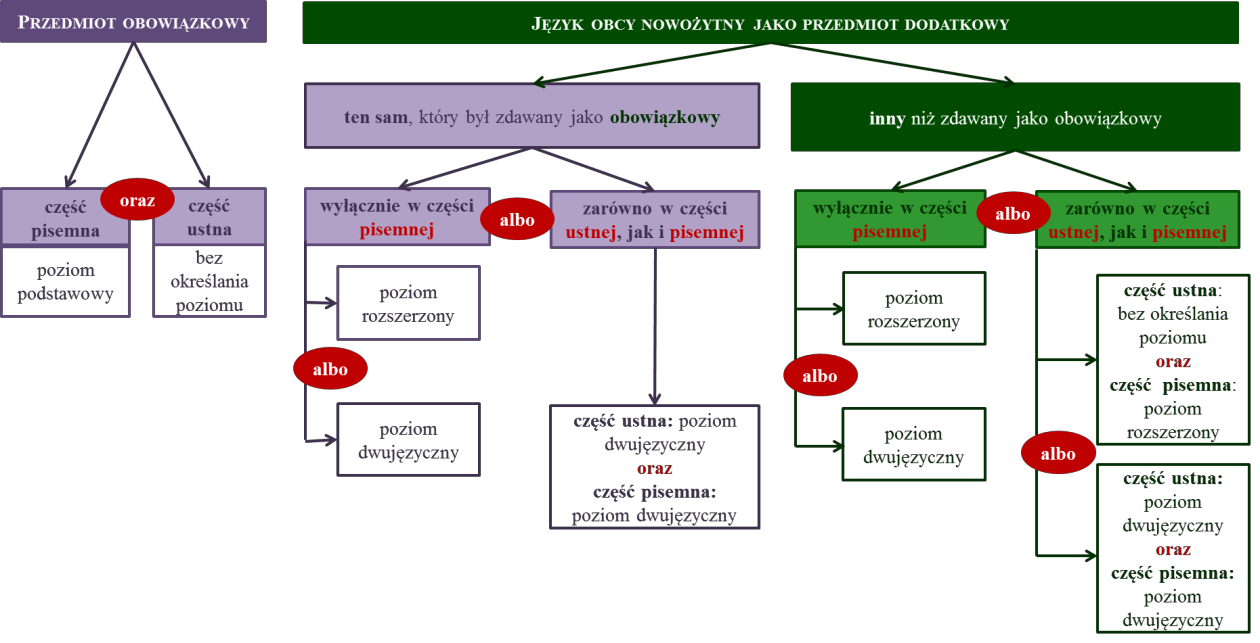 PRZEDMIOT OBOWIĄZKOWY
część
pisemna
oraz
część
ustna
poziom
podstawowy
bez
określania
poziomu
JĘZYK OBCY NOWOŻYTNY JAKO PRZEDMIOT DODATKOWY
ten sam, który był zdawany jako obowiązkowy
wyłącznie w części
pisemnej
albo
zarówno w części
ustnej, jak i pisemnej
poziom
rozszerzony
albo
poziom
dwujęzyczny
część ustna: poziom
dwujęzyczny
oraz
część pisemna:
poziom dwujęzyczny
inny niż zdawany jako obowiązkowy
wyłącznie w części
pisemnej
albo
zarówno w części
ustnej, jak i pisemnej
poziom
rozszerzony
albo
poziom
dwujęzyczny
część ustna:
bez określania
poziomu
oraz
część pisemna:
poziom
rozszerzony
albo
część ustna:
poziom
dwujęzyczny
oraz
część pisemna:
poziom
dwujęzyczny